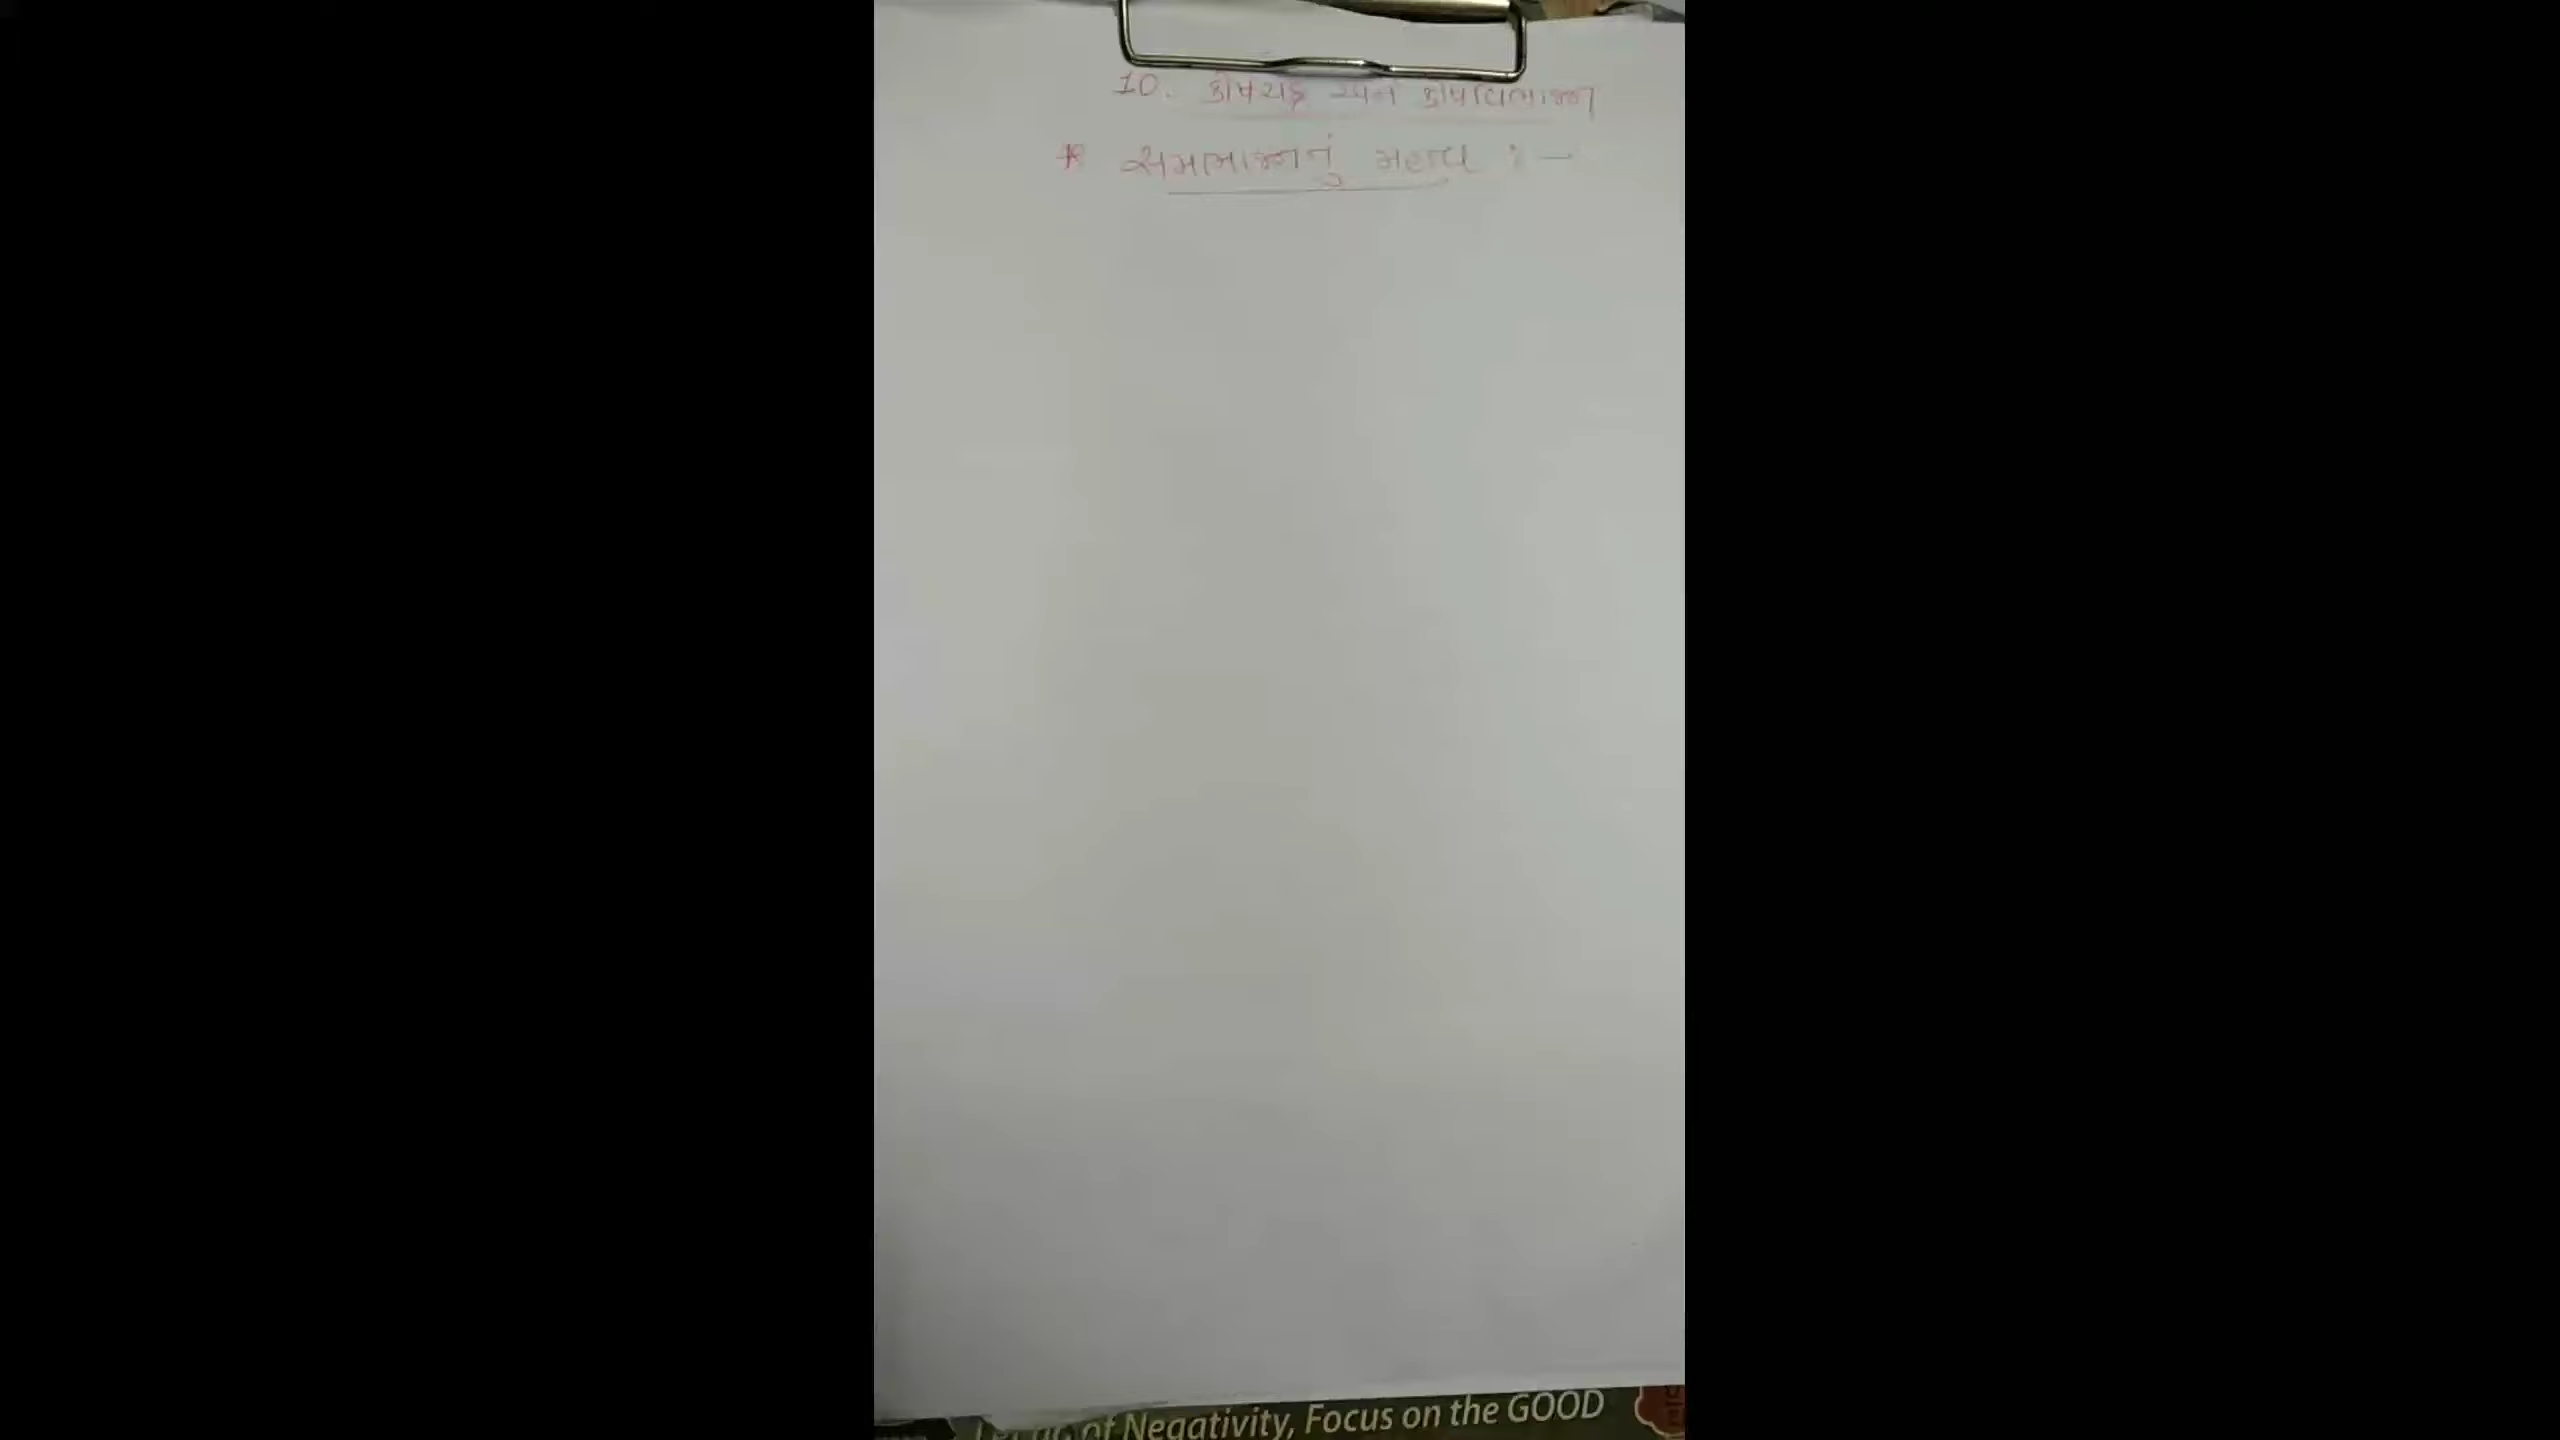 10. કોષચક્ર અને કોષવિભાજન
* સમભાજનનું મહત્વ :-
of Negativity, Focus on the GOOD